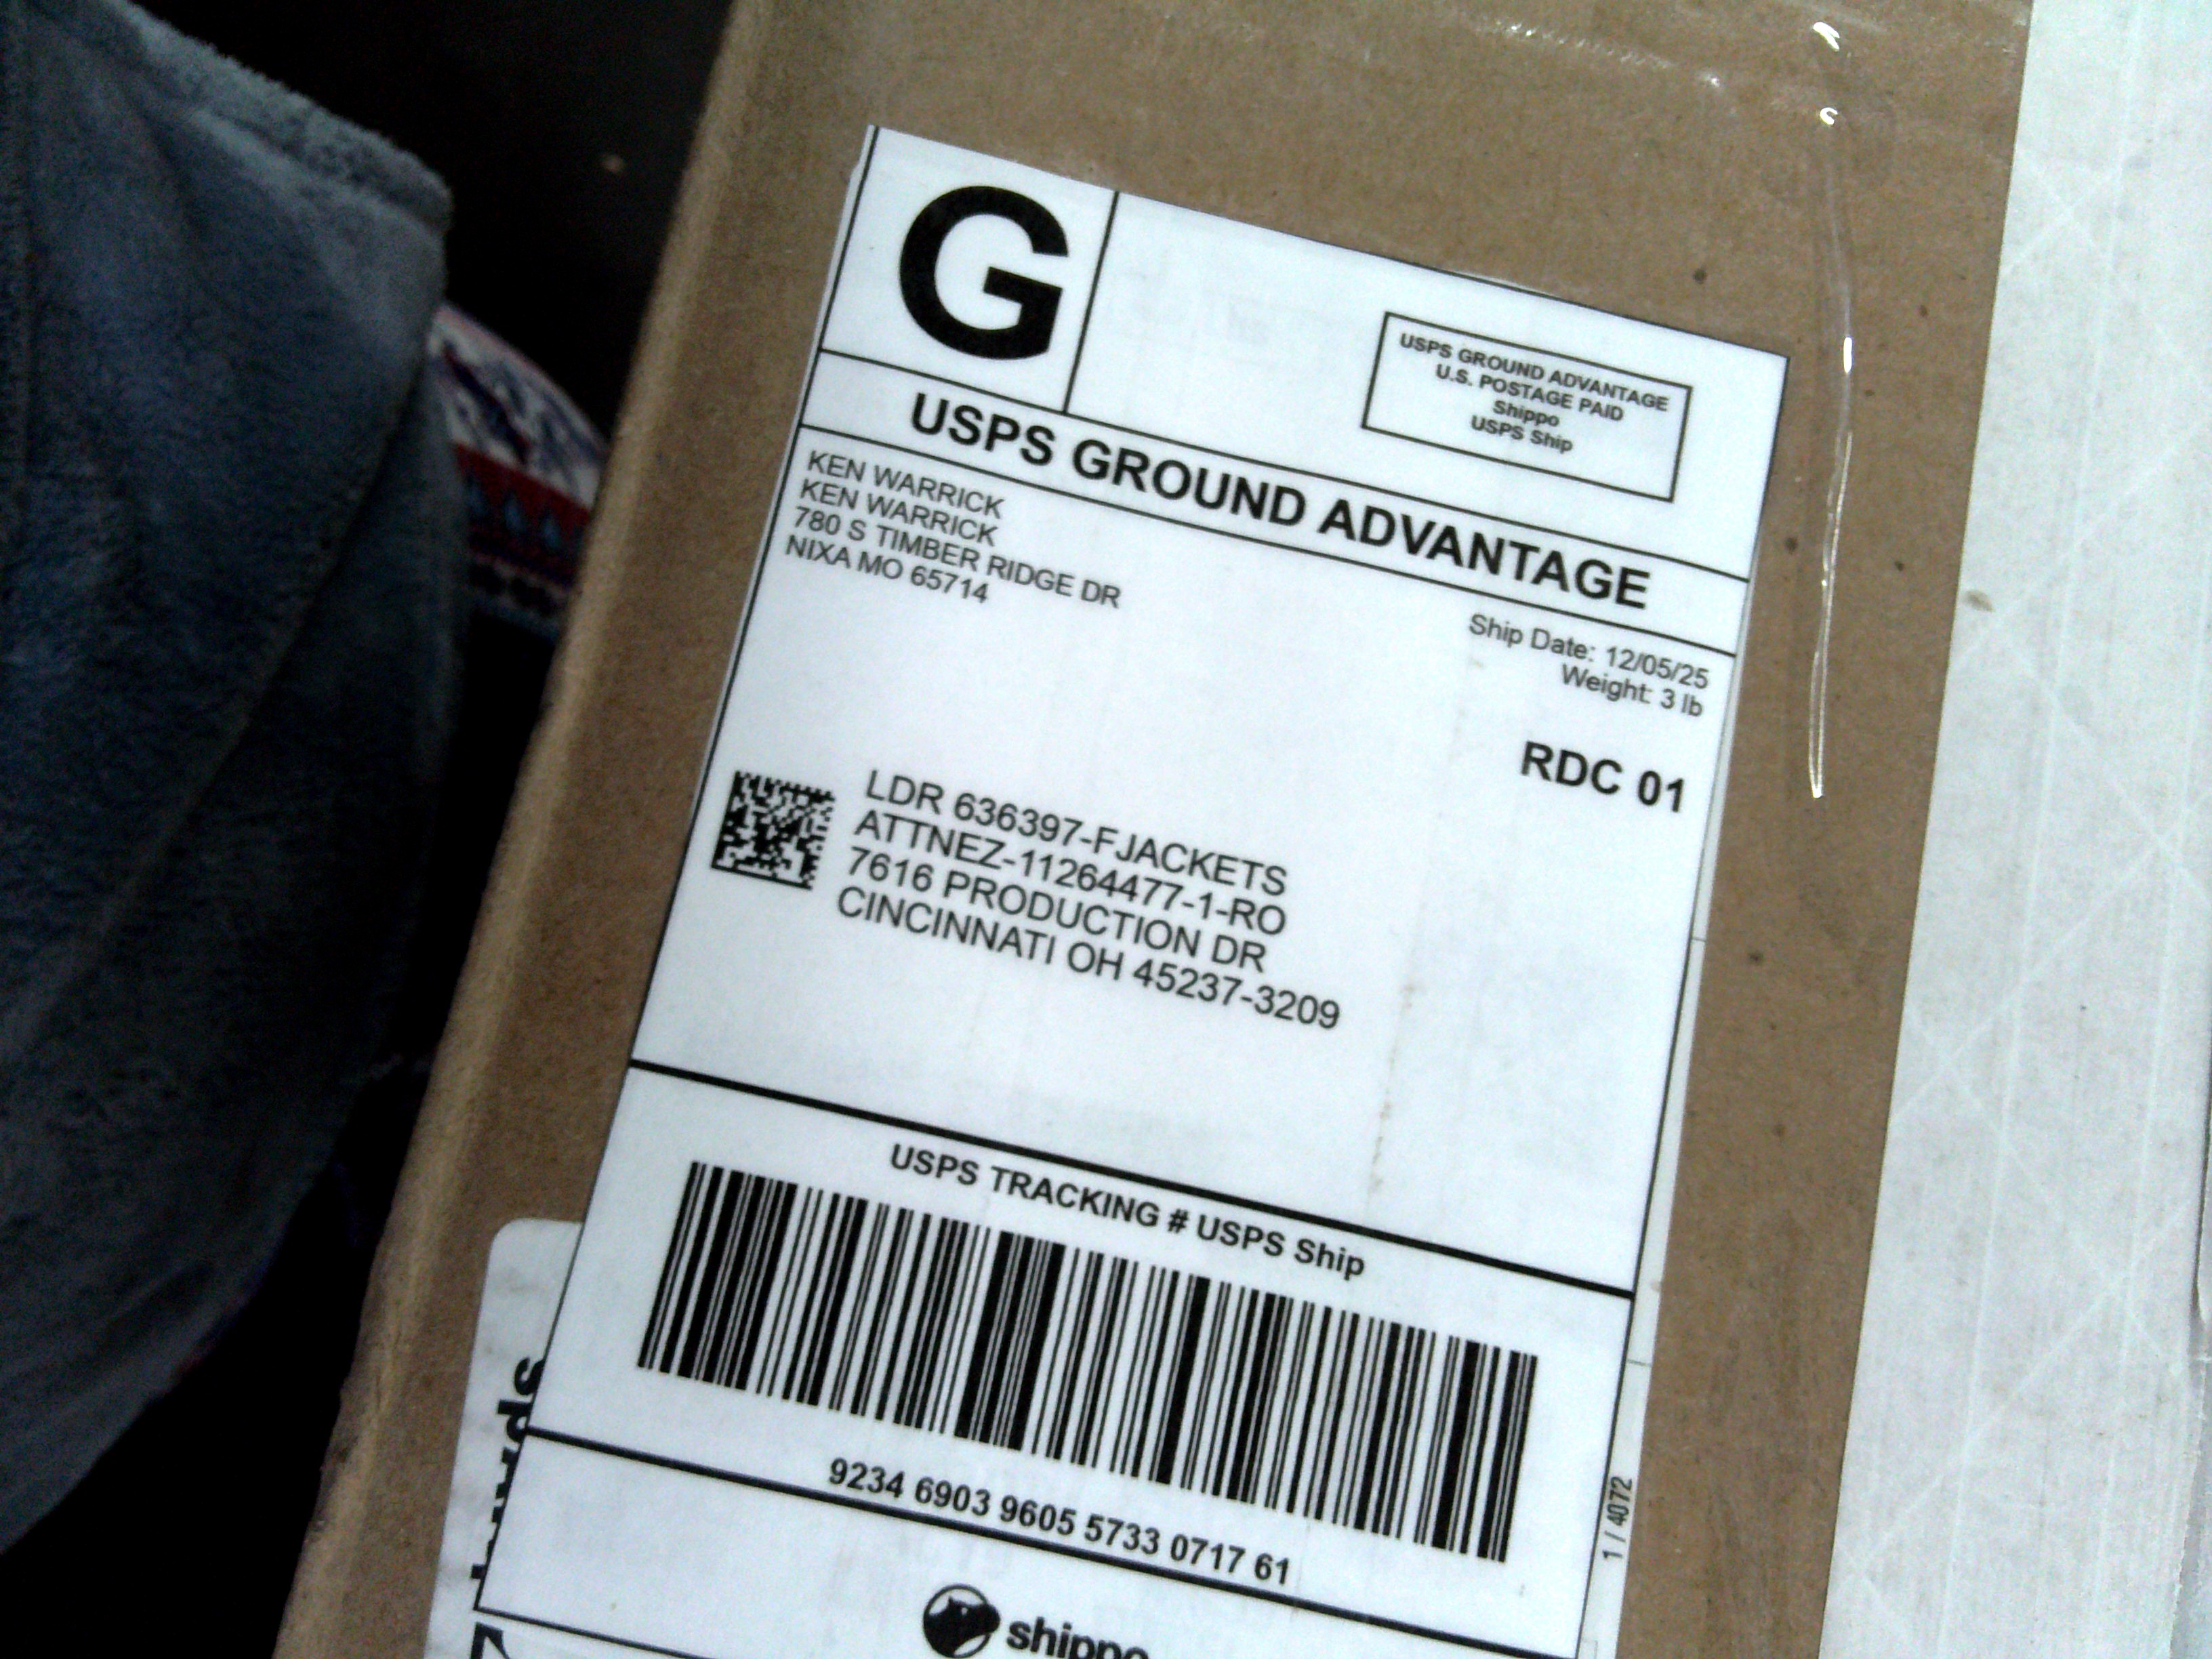 G
USPS GROUND ADVANTAGE
U.S. POSTAGE PAID
Shippo
USPS Ship
USPS GROUND ADVANTAGE
KEN WARRICK
KEN WARRICK
780 S TIMBER RIDGE DR
NIXA MO 65714
Ship Date: 12/05/25
Weight: 3 lb
RDC 01
LDR 636397-FJACKETS
ATTNEZ-11264477-1-RO
7616 PRODUCTION DR
CINCINNATI OH 45237-3209
USPS TRACKING # USPS Ship
9234 6903 9605 5733 0717 61
shippo
1 / 4072